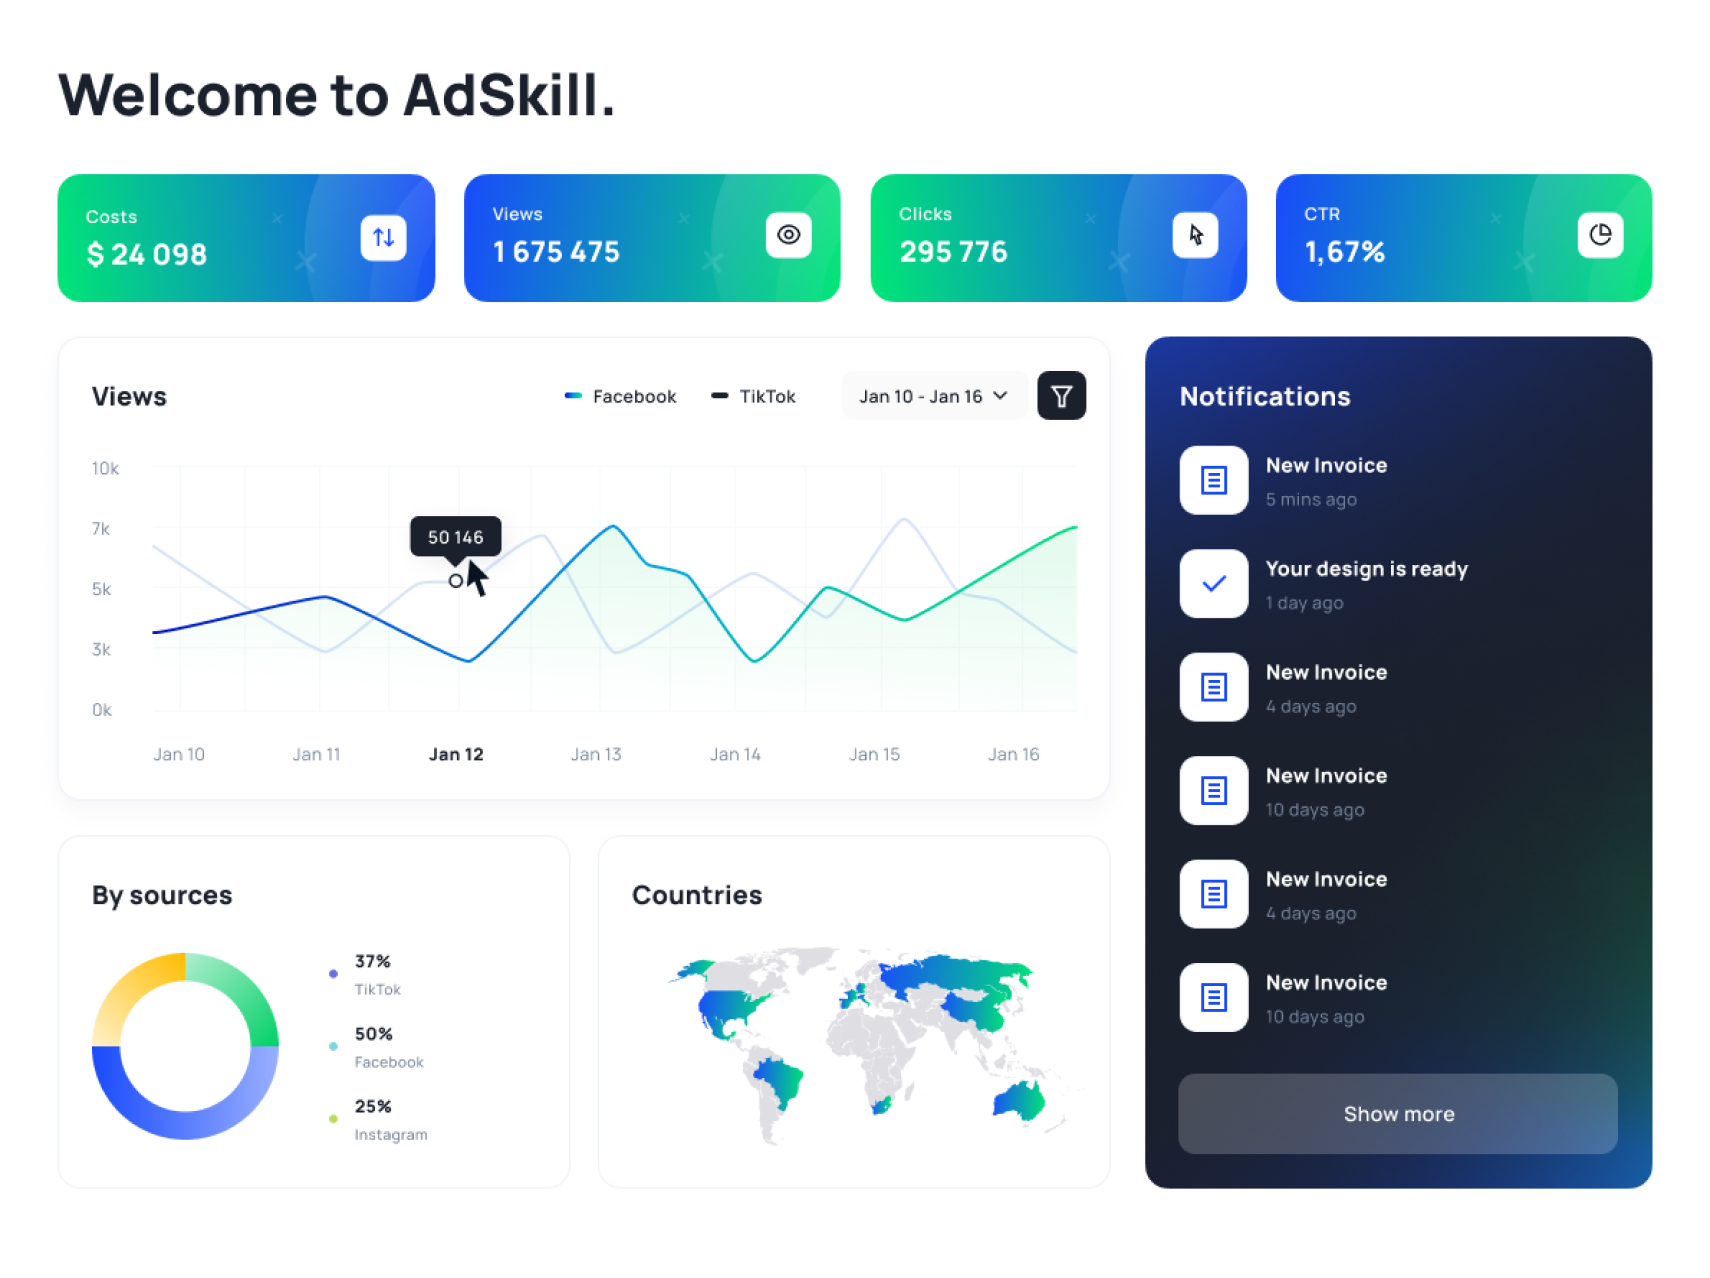 Welcome to AdSkill.
Costs
$ 24 098
Views
1 675 475
Clicks
295 776
CTR
1,67%
Views
Facebook
TikTok
Jan 10 - Jan 16
10k
7k
5k
3k
0k
50 146
Jan 10
Jan 11
Jan 12
Jan 13
Jan 14
Jan 15
Jan 16
By sources
37%
TikTok
50%
Facebook
25%
Instagram
Countries
Notifications
New Invoice
5 mins ago
Your design is ready
1 day ago
New Invoice
4 days ago
New Invoice
10 days ago
New Invoice
4 days ago
New Invoice
10 days ago
Show more